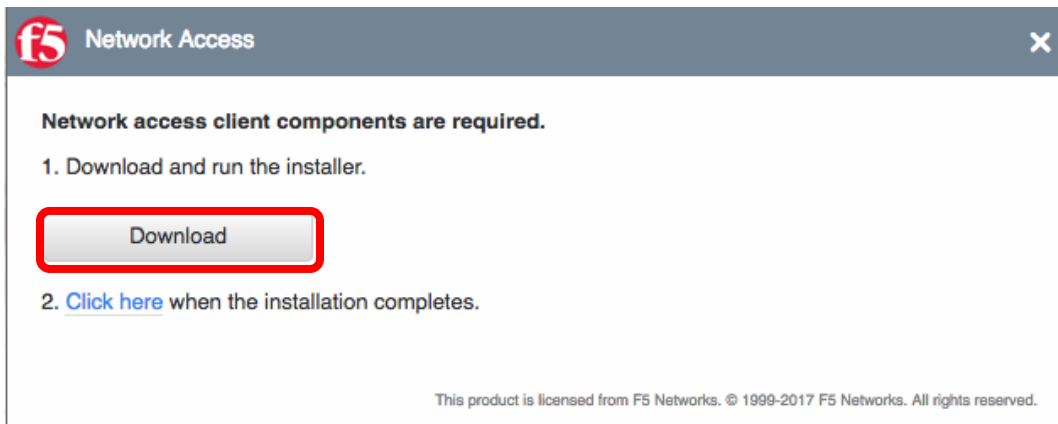 f5 Network Access
Network access client components are required.
1. Download and run the installer.
Download
2. Click here when the installation completes.
This product is licensed from F5 Networks. © 1999-2017 F5 Networks. All rights reserved.